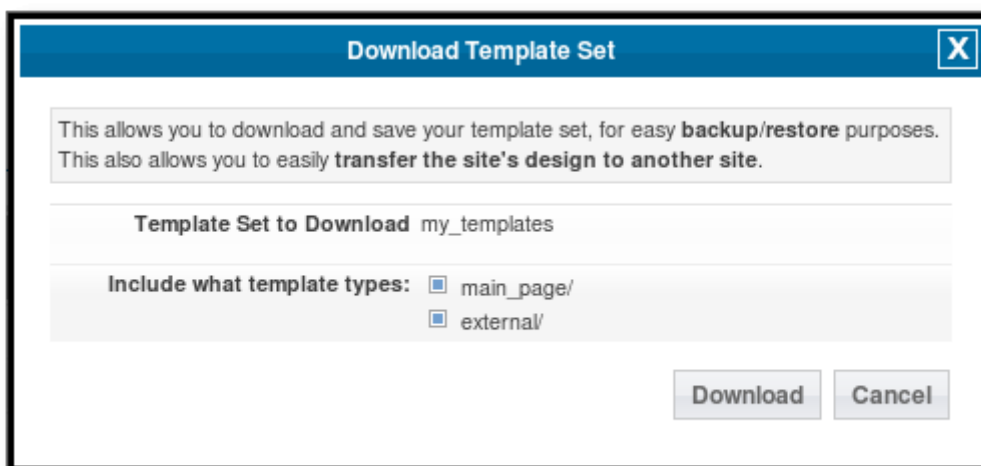 Download Template Set X
This allows you to download and save your template set, for easy backup/restore purposes.
This also allows you to easily transfer the site's design to another site.
Template Set to Download my_templates
Include what template types: main_page/
external/
Download Cancel